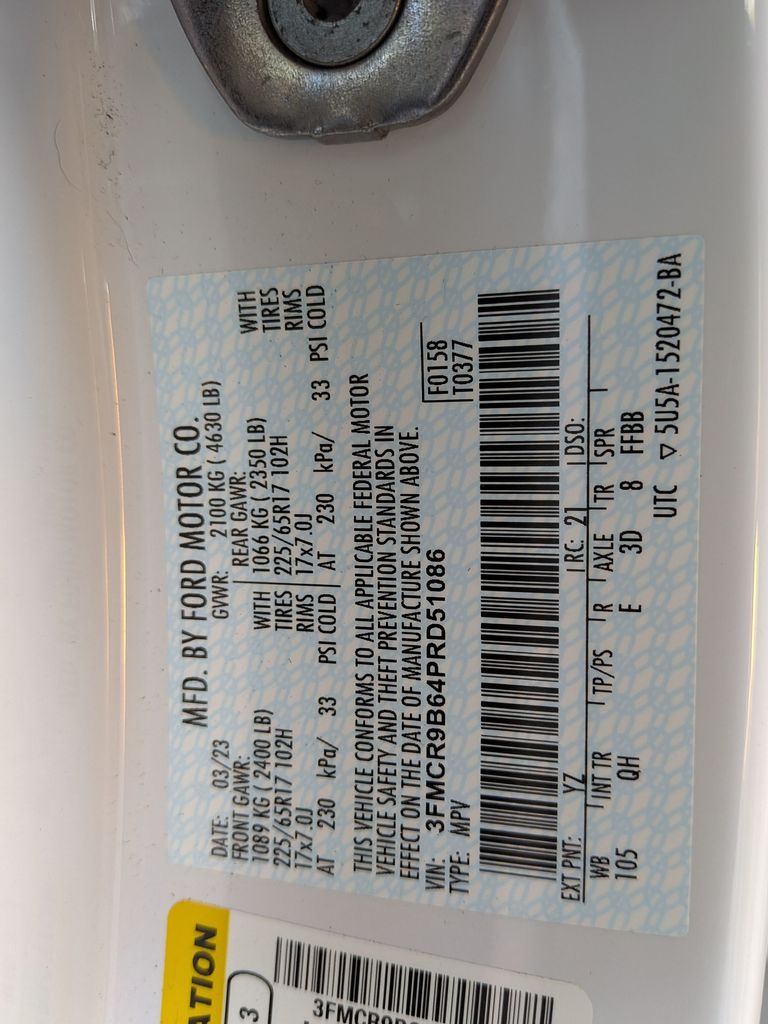 MFD. BY FORD MOTOR CO.
DATE: 03/23 GVWR: 2100 KG ( 4630 LB)
FRONT GAWR: REAR GAWR:
1089 KG ( 2400 LB) WITH 1066 KG ( 2350 LB) WITH
225/65R17 102H TIRES 225/65R17 102H TIRES
17x7.0J RIMS 17x7.0J RIMS
AT 230 kPa/ 33 PSI COLD AT 230 kPa/ 33 PSI COLD
THIS VEHICLE CONFORMS TO ALL APPLICABLE FEDERAL MOTOR
VEHICLE SAFETY AND THEFT PREVENTION STANDARDS IN
EFFECT ON THE DATE OF MANUFACTURE SHOWN ABOVE.
VIN: 3FMCR9B64PRD51086 F0158
TYPE: MPV T0377
EXT PNT: YZ RC: 21 DSO:
WB INT TR TP/PS R AXLE TR SPR
105 QH E 3D 8 FFBB
UTC ▽ 5U5A-1520472-BA
ATION
3